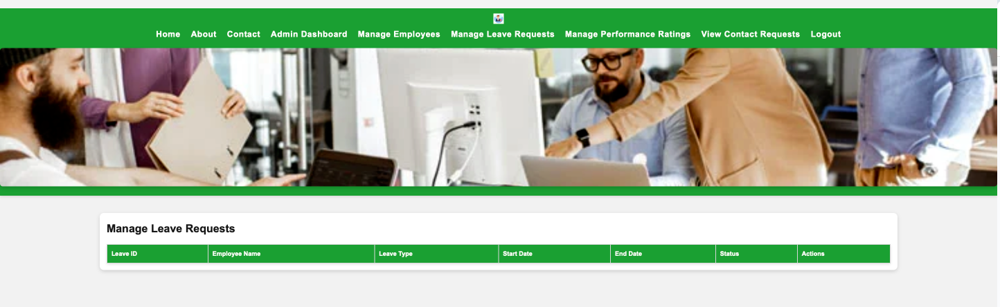 Home About Contact Admin Dashboard Manage Employees Manage Leave Requests Manage Performance Ratings View Contact Requests Logout
Manage Leave Requests
Leave ID Employee Name Leave Type Start Date End Date Status Actions